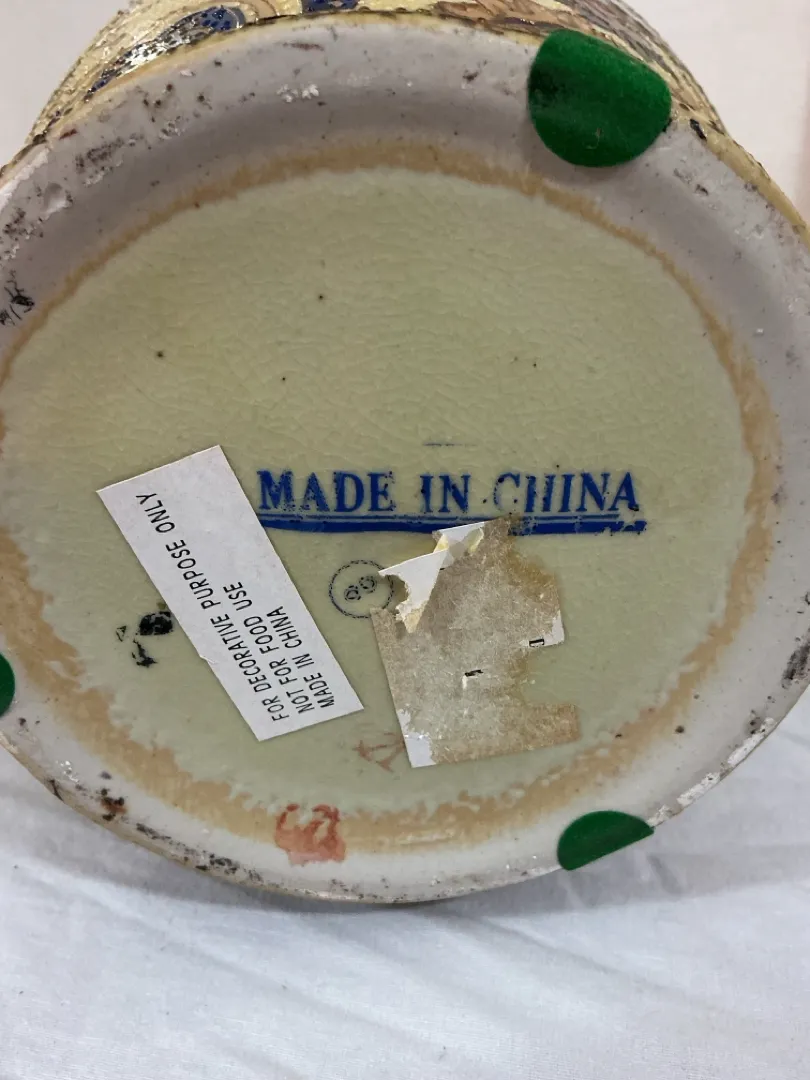 MADE IN CHINA
FOR DECORATIVE PURPOSE ONLY
NOT FOR FOOD USE
MADE IN CHINA